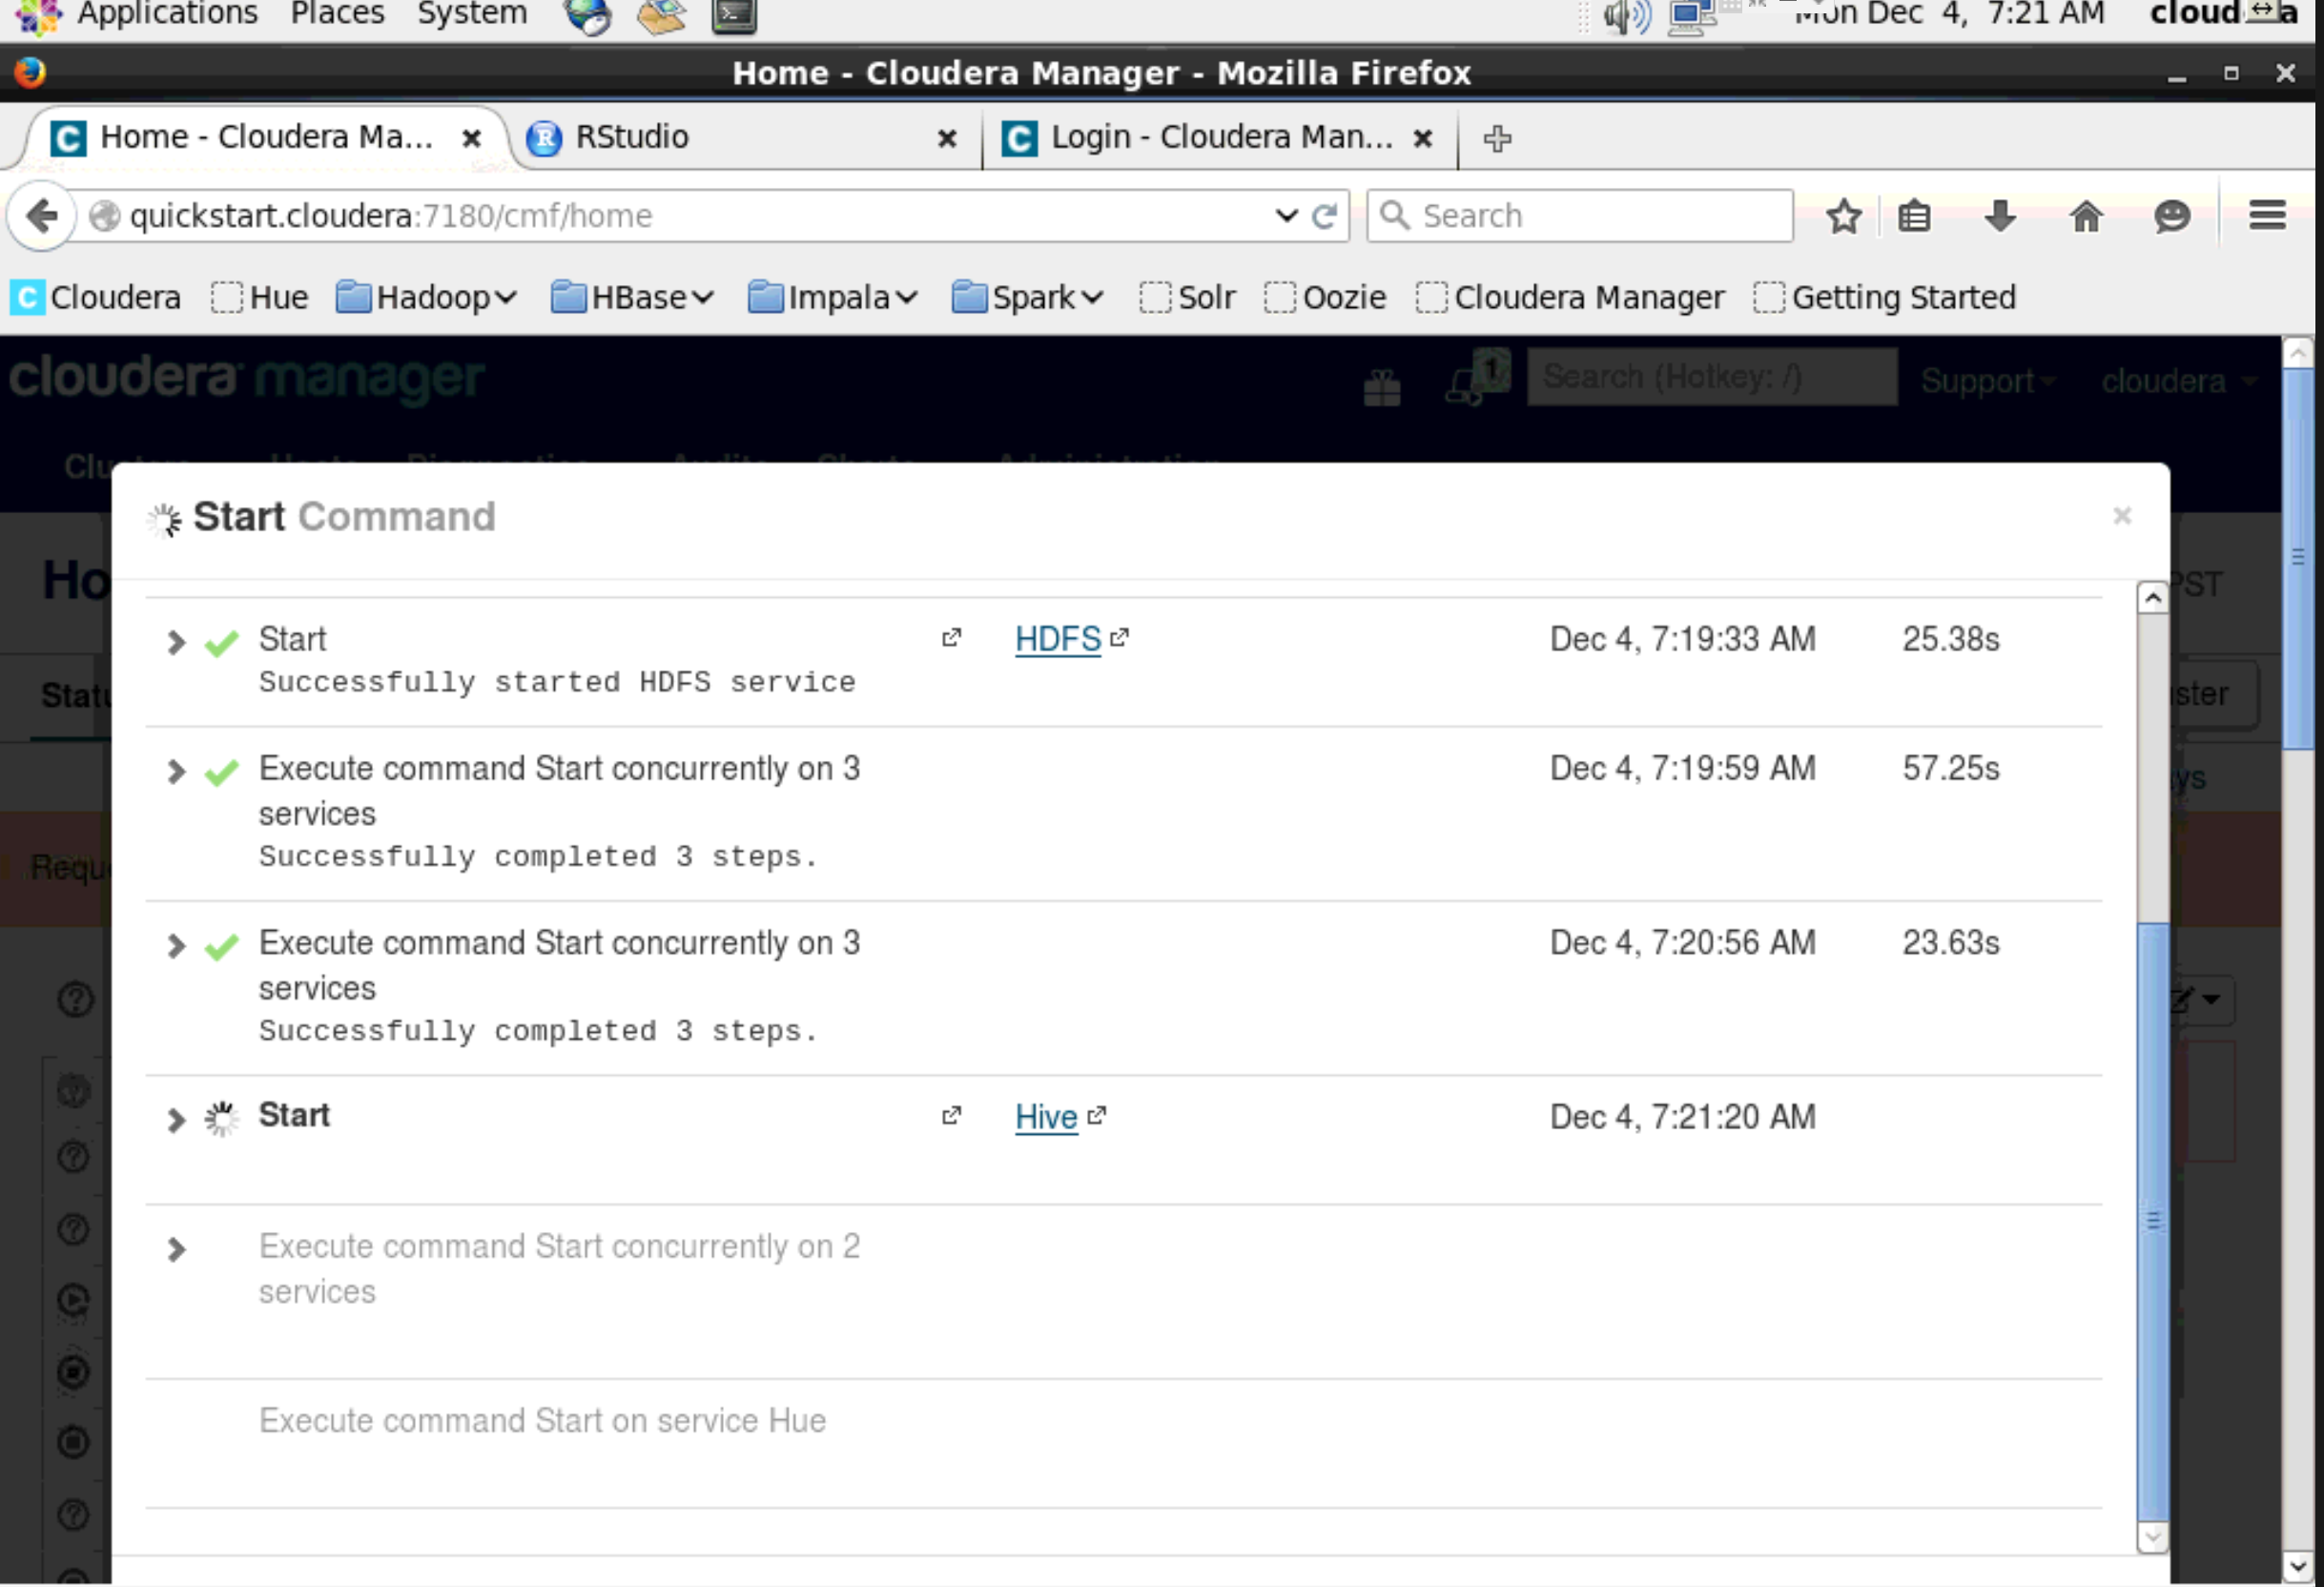 Applications Places System Mon Dec 4, 7:21 AM
Home - Cloudera Manager - Mozilla Firefox
Home - Cloudera Ma... RStudio Login - Cloudera Man...
quickstart.cloudera:7180/cmf/home Search
Cloudera Hue Hadoop HBase Impala Spark Solr Oozie Cloudera Manager Getting Started
cloudera manager 1 Search (Hotkey: /) Support cloudera
Start Command
PST
Start HDFS Dec 4, 7:19:33 AM 25.38s
Successfully started HDFS service
Execute command Start concurrently on 3 Dec 4, 7:19:59 AM 57.25s
services
Successfully completed 3 steps.
Execute command Start concurrently on 3 Dec 4, 7:20:56 AM 23.63s
services
Successfully completed 3 steps.
Start Hive Dec 4, 7:21:20 AM
Execute command Start concurrently on 2
services
Execute command Start on service Hue